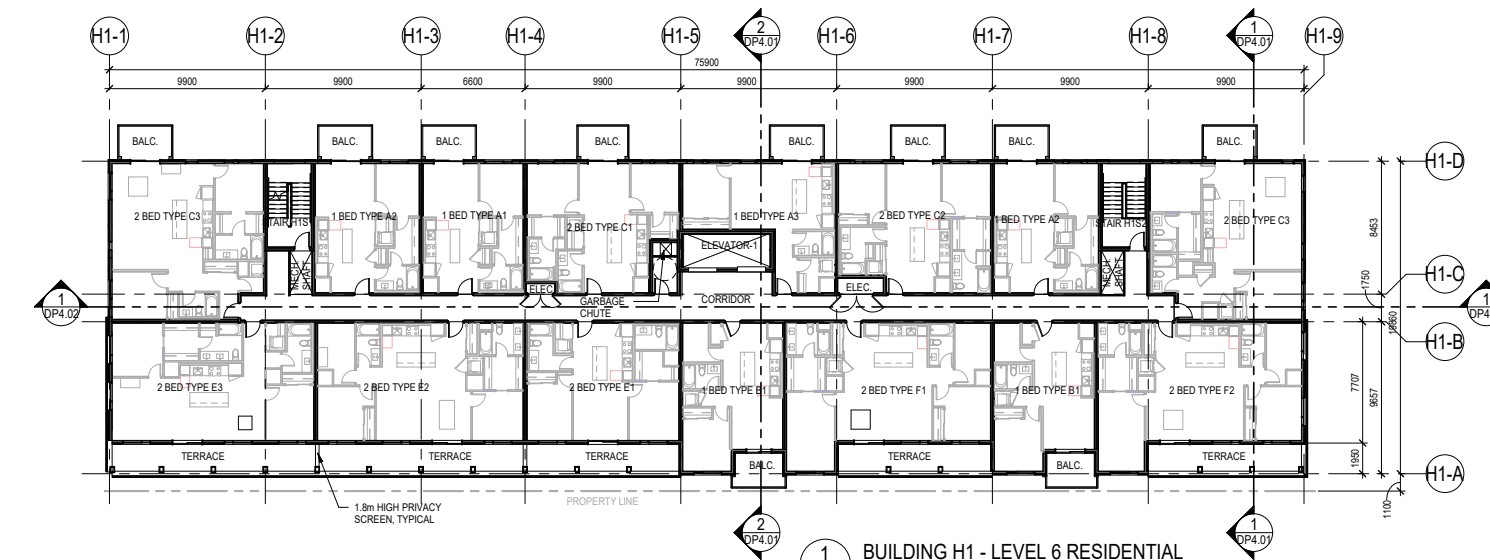 H1-1 H1-2 H1-3 H1-4 H1-5 2 DP4.01 H1-6 H1-7 H1-8 1 DP4.01 H1-9
75900
9900 9900 6600 9900 9900 9900 9900 9900
BALC. BALC. BALC. BALC. BALC. BALC. BALC. BALC.
H1-D
2 BED TYPE C3 1 BED TYPE A2 1 BED TYPE A1 2 BED TYPE C1 1 BED TYPE A3 2 BED TYPE C2 1 BED TYPE A2 STAIR H1S2 2 BED TYPE C3
8453
ELEVATOR-1
MECH. SHAFT
MECH. SHAFT
H1-C
1750
ELEC. ELEC.
1 DP4.02
GARBAGE CORRIDOR
CHUTE
H1-B
2 BED TYPE E3 2 BED TYPE E2 2 BED TYPE E1 1 BED TYPE B1 2 BED TYPE F1 1 BED TYPE B1 2 BED TYPE F2
7707 9657
TERRACE TERRACE TERRACE BALC. TERRACE BALC. TERRACE
1950
H1-A
1100
PROPERTY LINE
1.8m HIGH PRIVACY
SCREEN, TYPICAL
2 DP4.01 1 DP4.01
1 BUILDING H1 - LEVEL 6 RESIDENTIAL